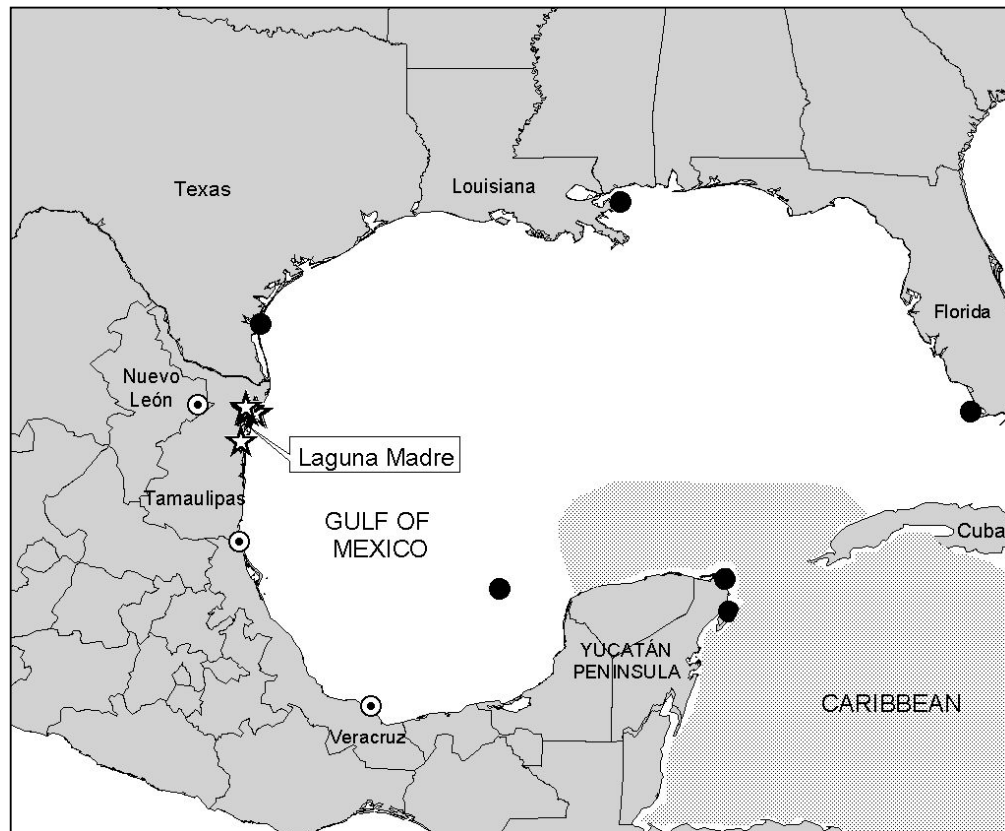 Texas
Louisiana
Florida
Nuevo
León
Laguna Madre
Tamaulipas
GULF OF
MEXICO
Cuba
YUCATÁN
PENINSULA
CARIBBEAN
Veracruz